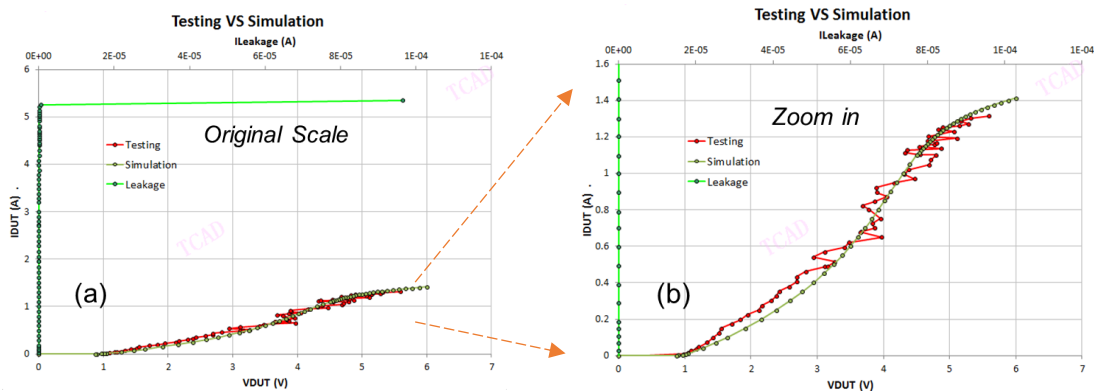 Testing VS Simulation
ILeakage (A)
0E+00 2E-05 4E-05 6E-05 8E-05 1E-04 1E-04
6
5
4
3
2
1
0
IDUT (A) .
Original Scale
Testing
Simulation
Leakage
TCAD
TCAD
(a)
0 1 2 3 4 5 6 7
VDUT (V)
Testing VS Simulation
ILeakage (A)
0E+00 2E-05 4E-05 6E-05 8E-05 1E-04 1E-04
1.6
1.4
1.2
1
0.8
0.6
0.4
0.2
0
IDUT (A) .
Zoom in
Testing
Simulation
Leakage
TCAD
TCAD
(b)
0 1 2 3 4 5 6 7
VDUT (V)